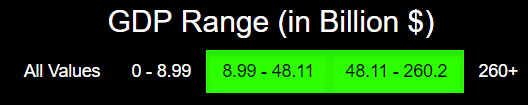 GDP Range (in Billion $)
All Values 0 - 8.99 8.99 - 48.11 48.11 - 260.2 260+